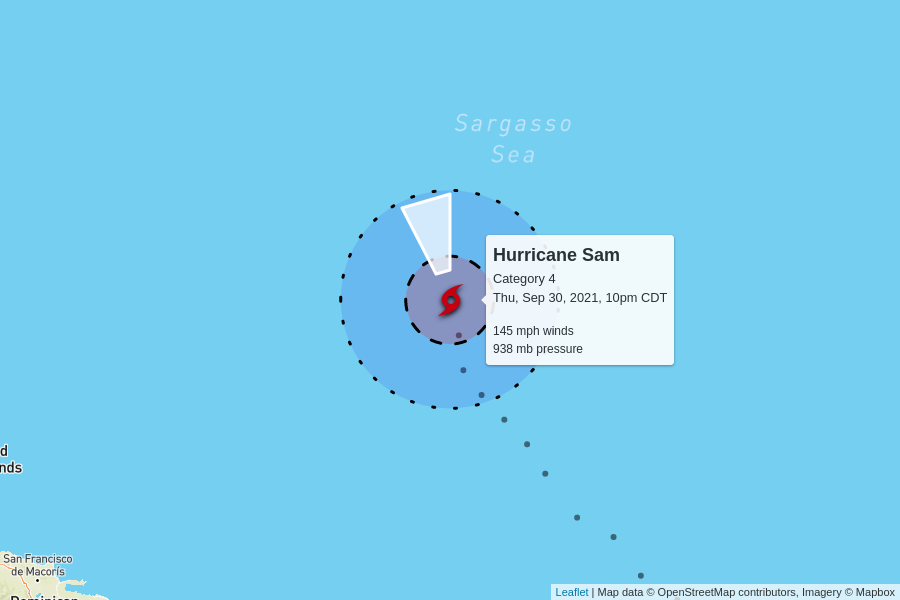 Sargasso
Sea
Hurricane Sam
Category 4
Thu, Sep 30, 2021, 10pm CDT
145 mph winds
938 mb pressure
d
nds
San Francisco
de Macorís
Dominican
Leaflet | Map data © OpenStreetMap contributors, Imagery © Mapbox